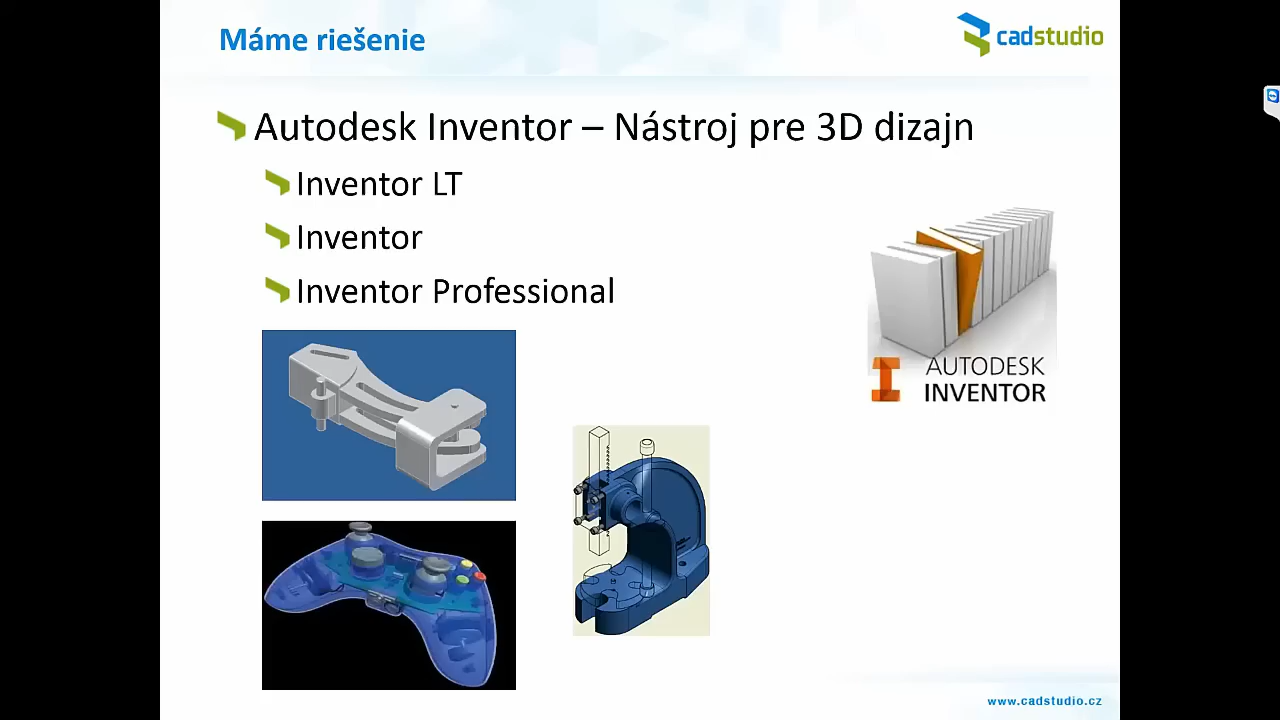 Máme riešenie
cadstudio
Autodesk Inventor – Nástroj pre 3D dizajn
Inventor LT
Inventor
Inventor Professional
AUTODESK
INVENTOR
www.cadstudio.cz